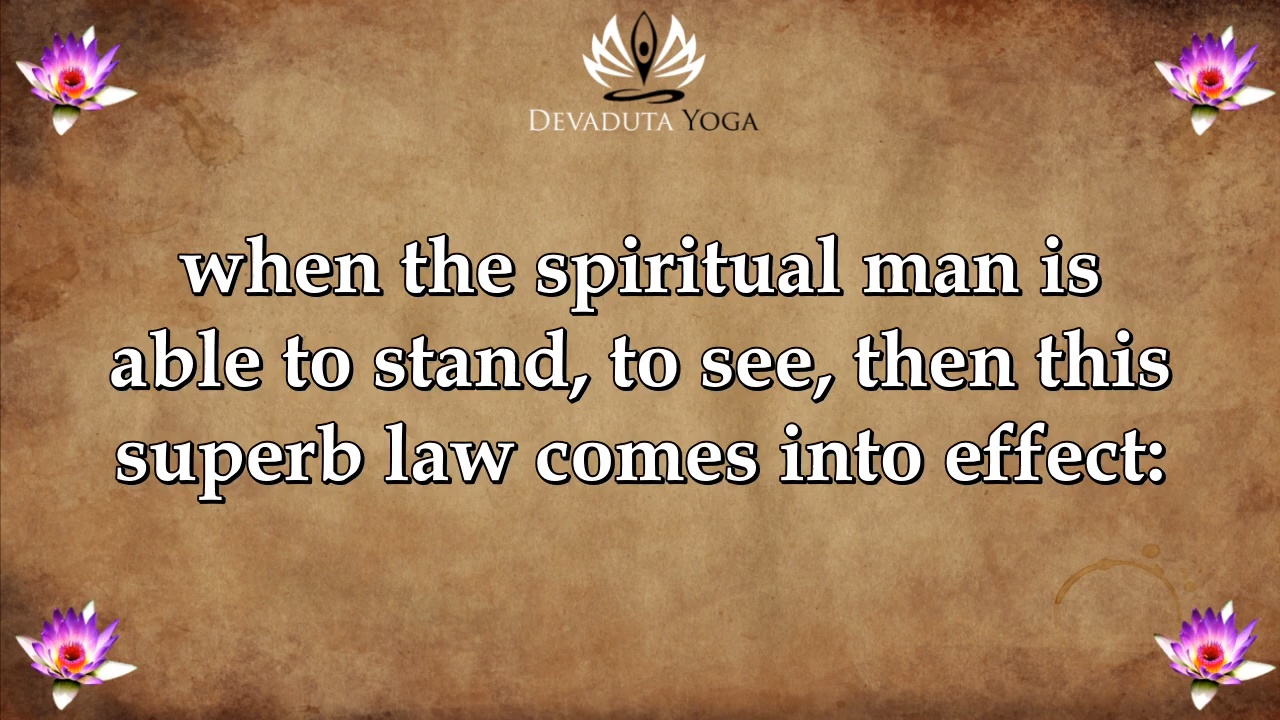 DEVADUTA YOGA
when the spiritual man is
able to stand, to see, then this
superb law comes into effect: